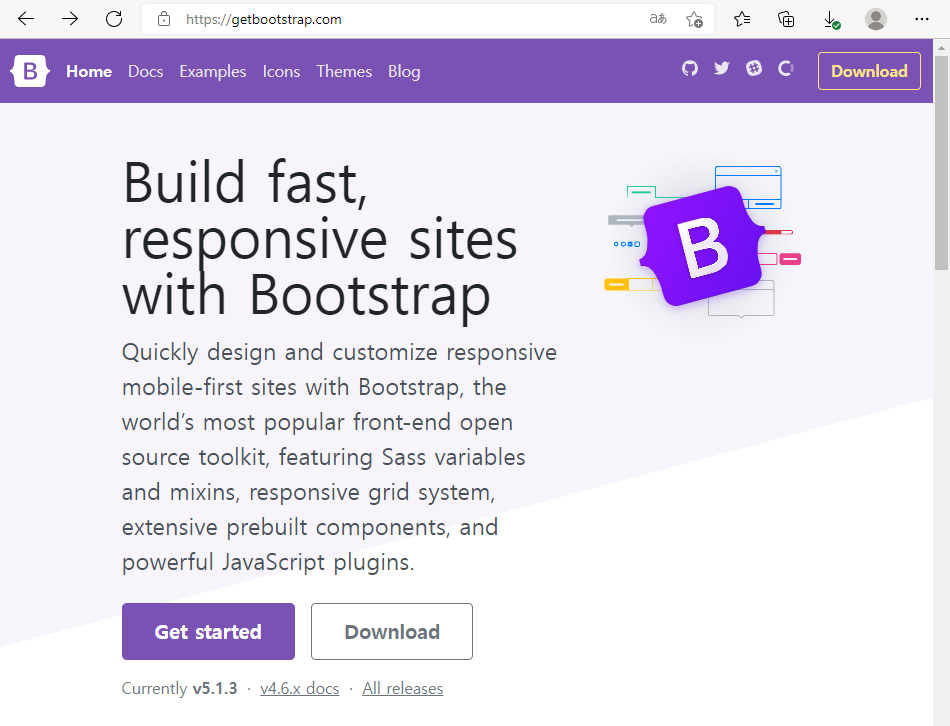 https://getbootstrap.com
aあ
B Home Docs Examples Icons Themes Blog Download
Build fast,
responsive sites
with Bootstrap
B
Quickly design and customize responsive
mobile-first sites with Bootstrap, the
world’s most popular front-end open
source toolkit, featuring Sass variables
and mixins, responsive grid system,
extensive prebuilt components, and
powerful JavaScript plugins.
Get started Download
Currently v5.1.3 · v4.6.x docs · All releases